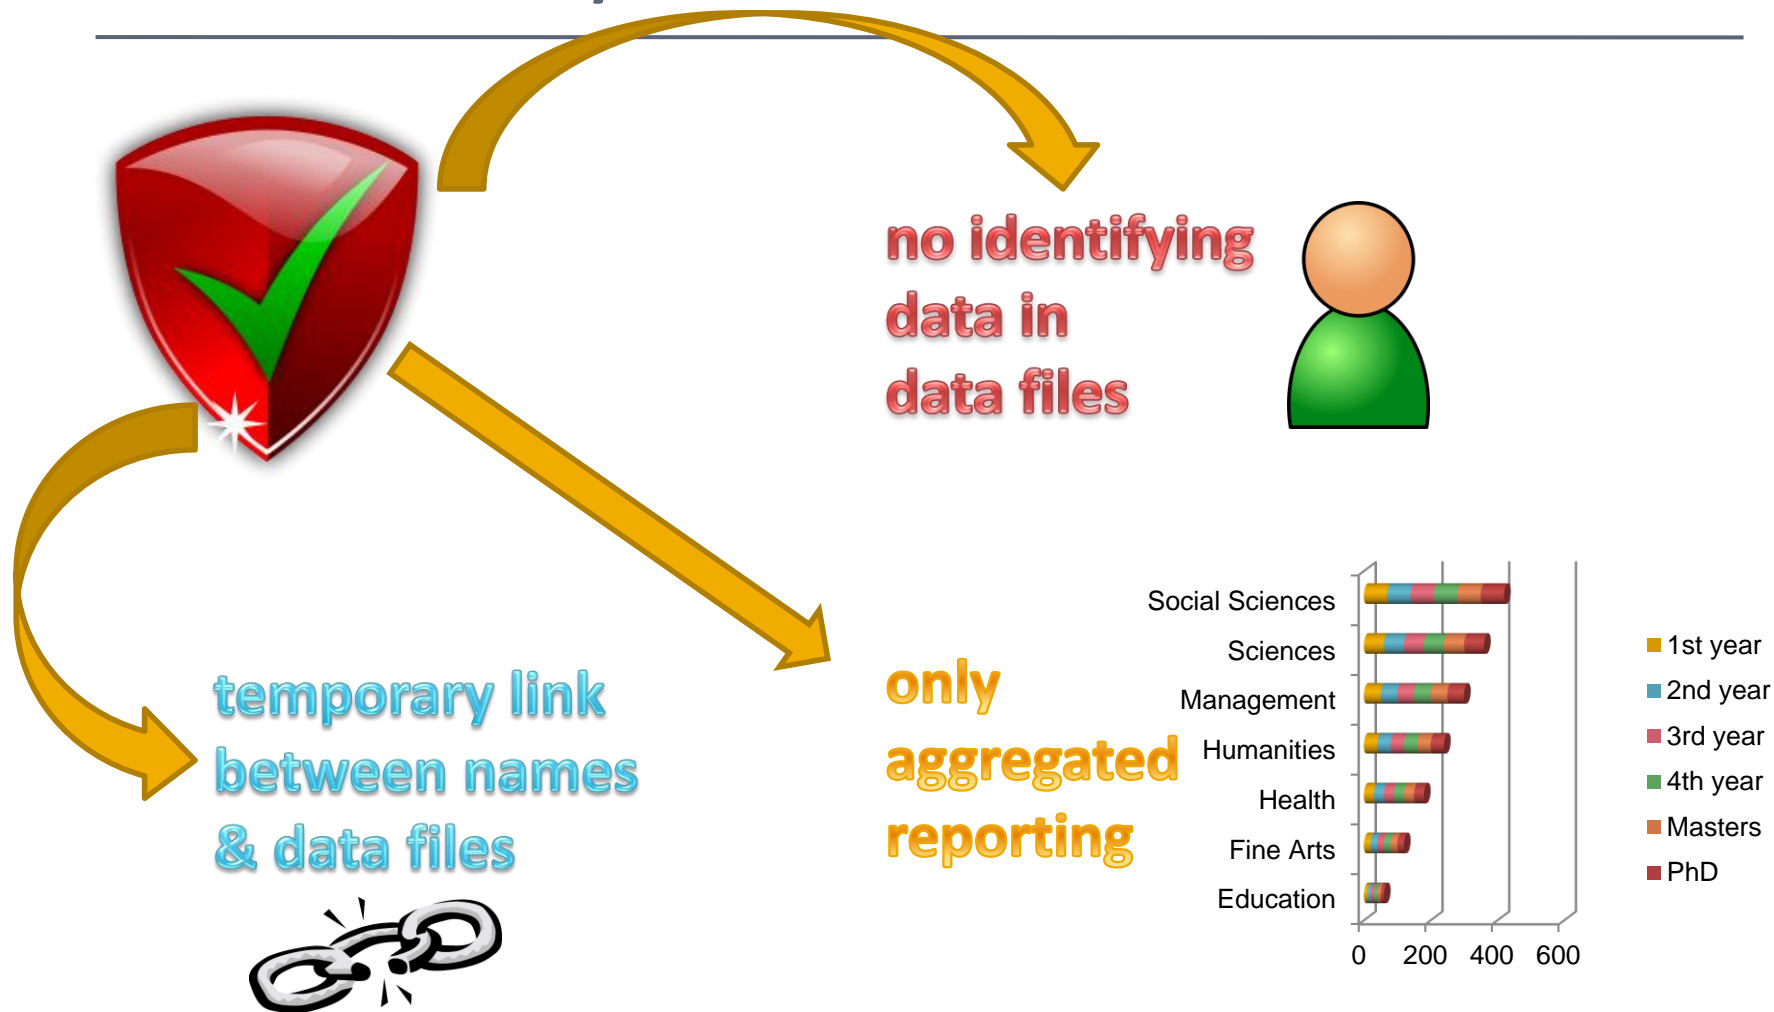 no identifying
data in
data files
temporary link
between names
& data files
only
aggregated
reporting
Social Sciences
Sciences
Management
Humanities
Health
Fine Arts
Education
0 200 400 600
1st year
2nd year
3rd year
4th year
Masters
PhD